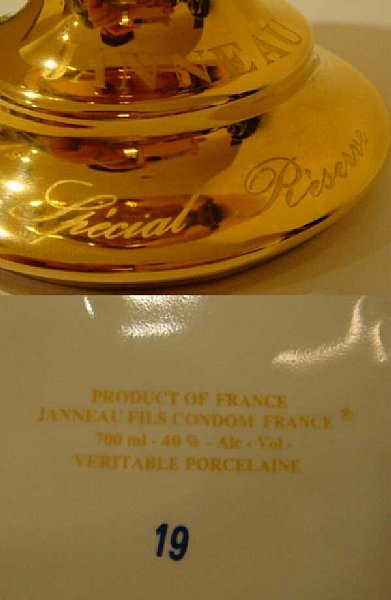 JANNEAU
Spécial Réserve
PRODUCT OF FRANCE
JANNEAU FILS CONDOM FRANCE ®
700 ml - 40 % - Alc - Vol -
VERITABLE PORCELAINE
19